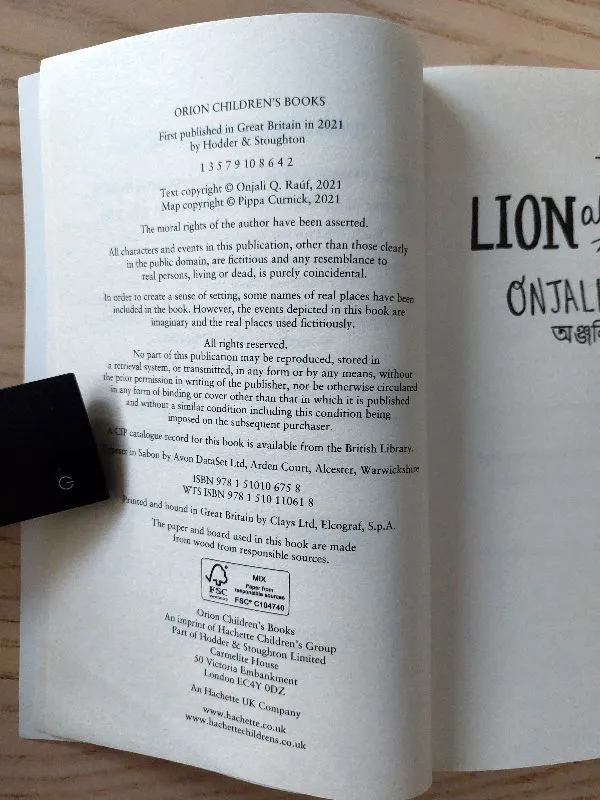 ORION CHILDREN'S BOOKS
First published in Great Britain in 2021
by Hodder & Stoughton
1 3 5 7 9 10 8 6 4 2
Text copyright © Onjali Q. Raúf, 2021
Map copyright © Pippa Curnick, 2021
The moral rights of the author have been asserted.
All characters and events in this publication, other than those clearly
in the public domain, are fictitious and any resemblance to
real persons, living or dead, is purely coincidental.
In order to create a sense of setting, some names of real places have been
included in the book. However, the events depicted in this book are
imaginary and the real places used fictitiously.
All rights reserved.
No part of this publication may be reproduced, stored in
a retrieval system, or transmitted, in any form or by any means, without
the prior permission in writing of the publisher, nor be otherwise circulated
in any form of binding or cover other than that in which it is published
and without a similar condition including this condition being
imposed on the subsequent purchaser.
A CIP catalogue record for this book is available from the British Library.
in Sabon by Avon DataSet Ltd, Arden Court, Alcester, Warwickshire
ISBN 978 1 51010 675 8
WTS ISBN 978 1 510 11061 8
Printed and bound in Great Britain by Clays Ltd, Elcograf, S.p.A.
The paper and board used in this book are made
from wood from responsible sources.
FSC
MIX
Paper from
responsible sources
FSC® C104740
Orion Children's Books
An imprint of Hachette Children's Group
Part of Hodder & Stoughton Limited
Carmelite House
50 Victoria Embankment
London EC4Y 0DZ
An Hachette UK Company
www.hachette.co.uk
www.hachettechildrens.co.uk
LION
ONJALI